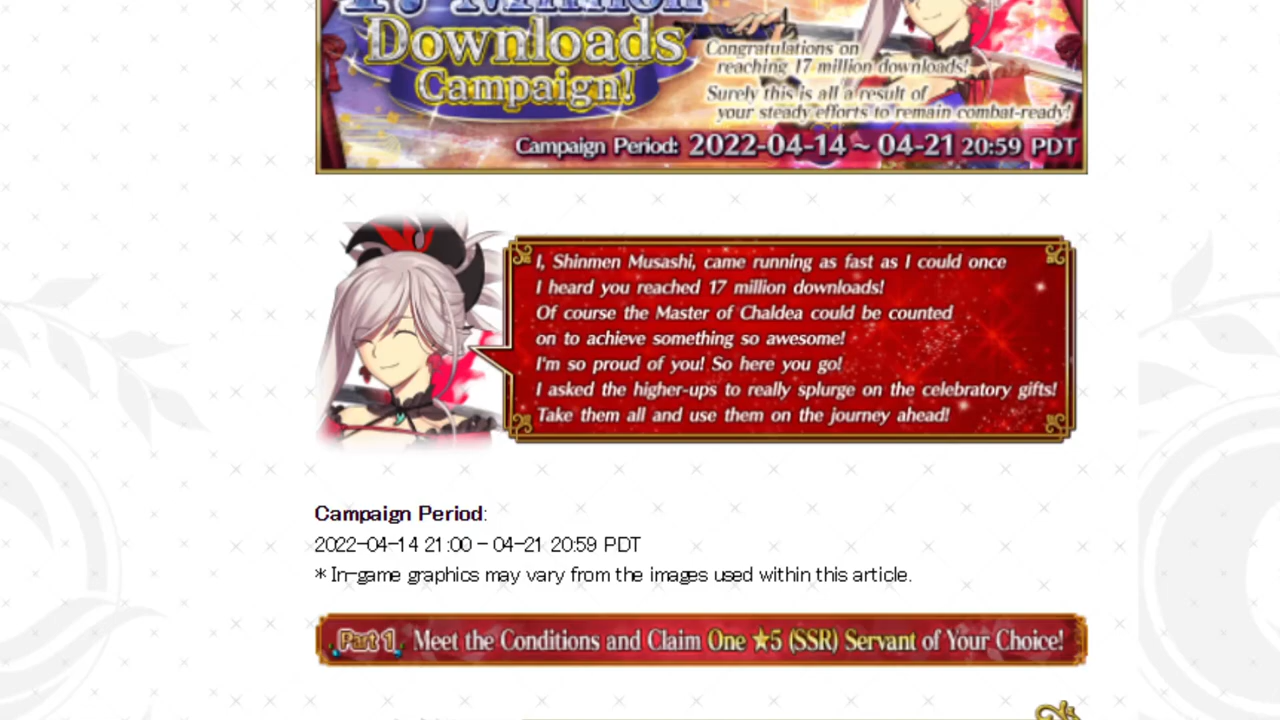 17 Million
Downloads
Campaign!
Congratulations on
reaching 17 million downloads!
Surely this is all a result of
your steady efforts to remain combat-ready!
Campaign Period: 2022-04-14 ~ 04-21 20:59 PDT
I, Shinmen Musashi, came running as fast as I could once
I heard you reached 17 million downloads!
Of course the Master of Chaldea could be counted
on to achieve something so awesome!
I'm so proud of you! So here you go!
I asked the higher-ups to really splurge on the celebratory gifts!
Take them all and use them on the journey ahead!
Campaign Period:
2022-04-14 21:00 - 04-21 20:59 PDT
* In-game graphics may vary from the images used within this article.
Part 1 Meet the Conditions and Claim One ★5 (SSR) Servant of Your Choice!